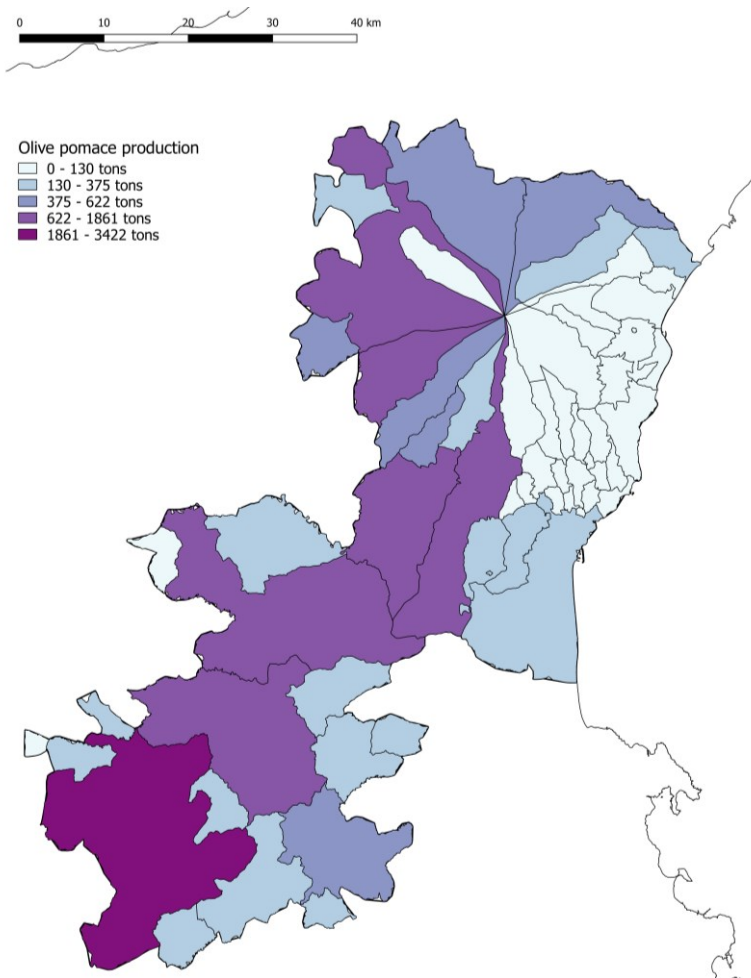 0 10 20 30 40 km
Olive pomace production
0 - 130 tons
130 - 375 tons
375 - 622 tons
622 - 1861 tons
1861 - 3422 tons